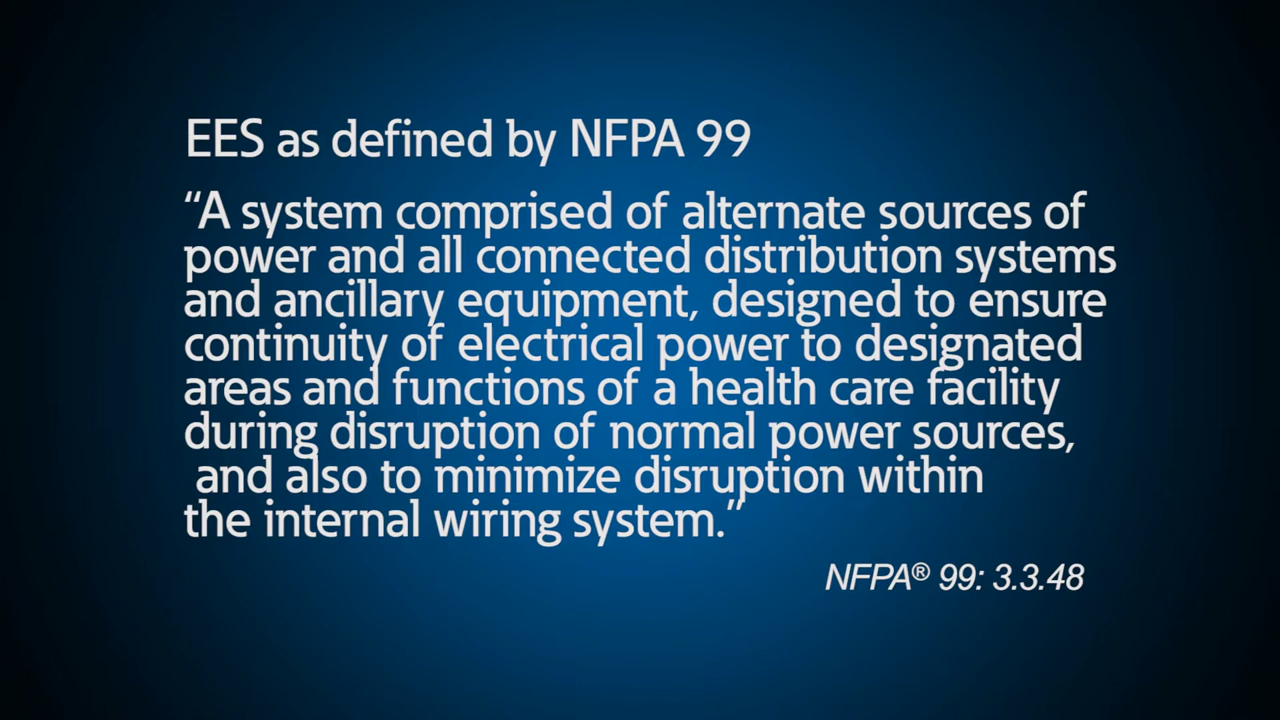 EES as defined by NFPA 99
“A system comprised of alternate sources of
power and all connected distribution systems
and ancillary equipment, designed to ensure
continuity of electrical power to designated
areas and functions of a health care facility
during disruption of normal power sources,
and also to minimize disruption within
the internal wiring system.”
NFPA® 99: 3.3.48